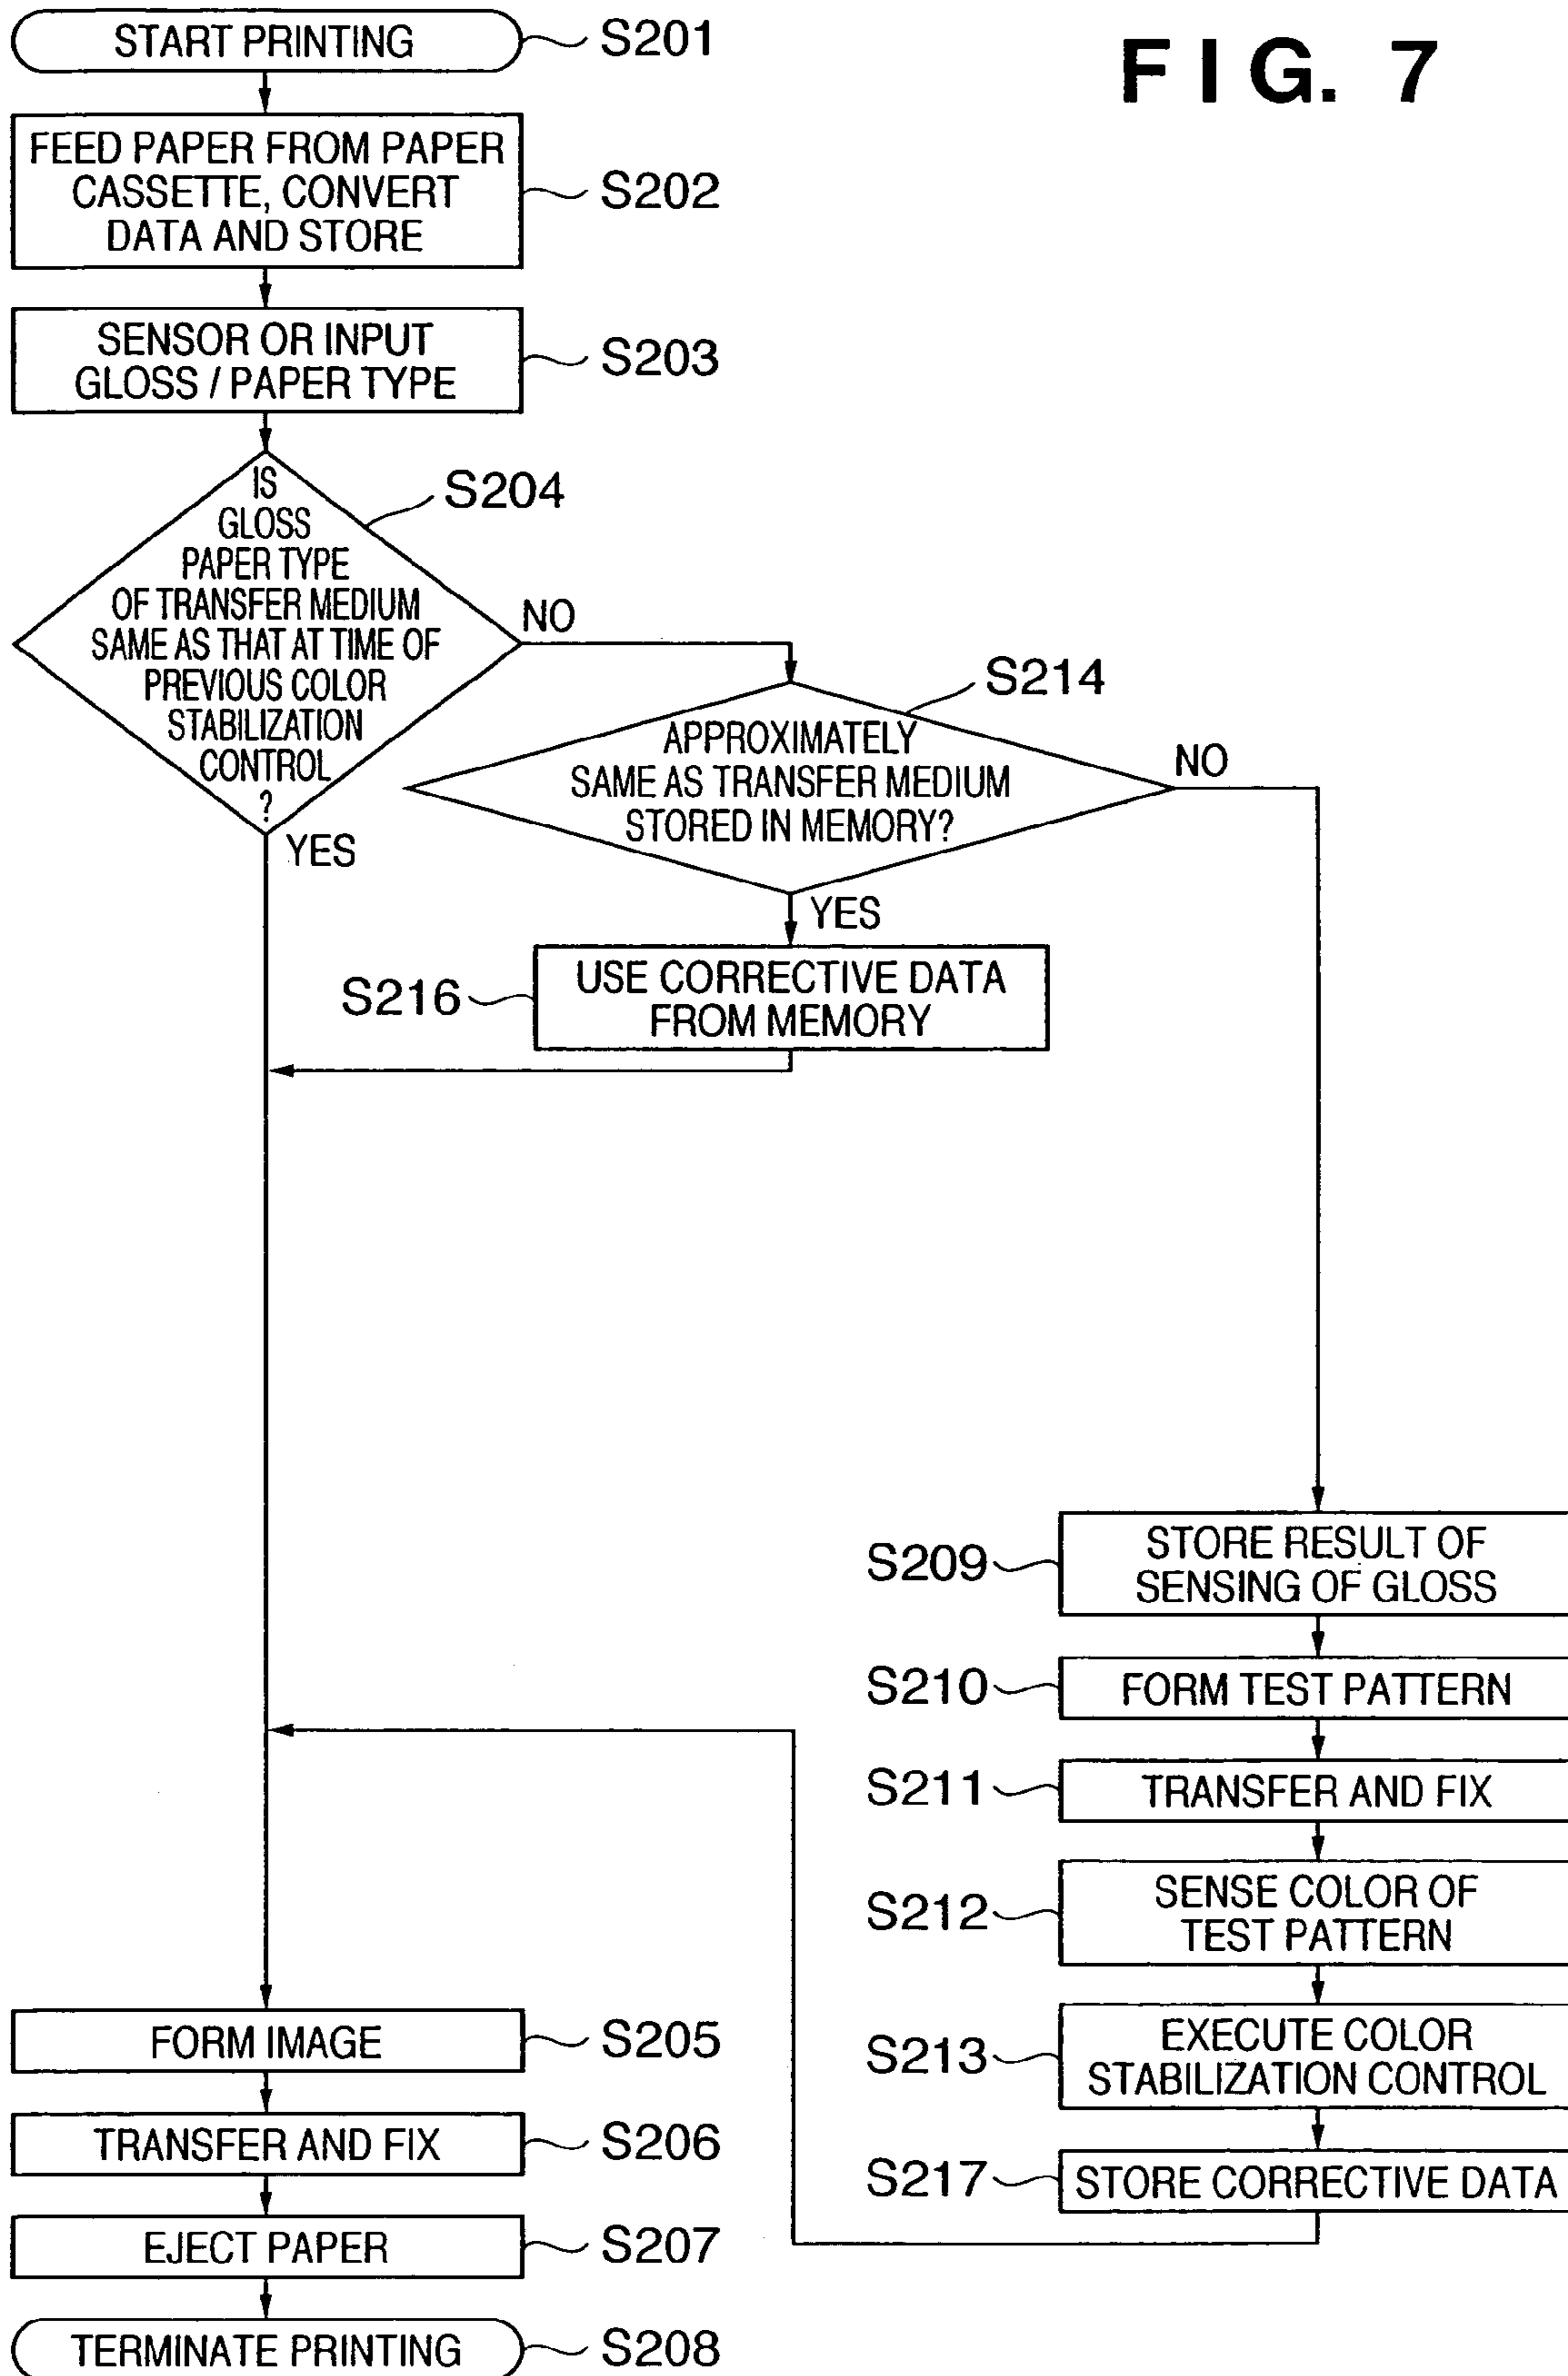 FIG. 7
START PRINTING
S201
FEED PAPER FROM PAPER
CASSETTE, CONVERT
DATA AND STORE
S202
SENSOR OR INPUT
GLOSS / PAPER TYPE
S203
IS
GLOSS
PAPER TYPE
OF TRANSFER MEDIUM
SAME AS THAT AT TIME OF
PREVIOUS COLOR
STABILIZATION
CONTROL
?
S204
NO
YES
APPROXIMATELY
SAME AS TRANSFER MEDIUM
STORED IN MEMORY?
S214
NO
YES
S216
USE CORRECTIVE DATA
FROM MEMORY
S209
STORE RESULT OF
SENSING OF GLOSS
S210
FORM TEST PATTERN
S211
TRANSFER AND FIX
S212
SENSE COLOR OF
TEST PATTERN
S213
EXECUTE COLOR
STABILIZATION CONTROL
S217
STORE CORRECTIVE DATA
FORM IMAGE
S205
TRANSFER AND FIX
S206
EJECT PAPER
S207
TERMINATE PRINTING
S208